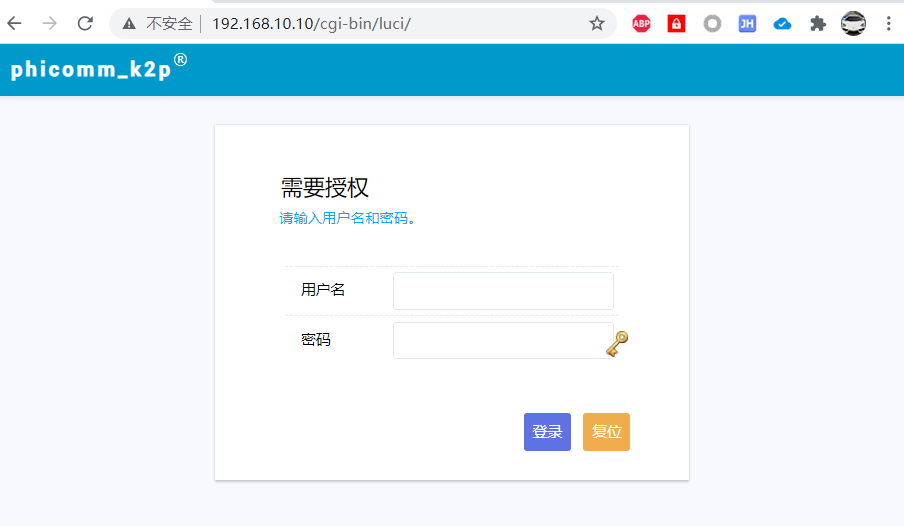 不安全 192.168.10.10/cgi-bin/luci/
ABP
JH
phicomm_k2p®
需要授权
请输入用户名和密码。
用户名
密码
登录 复位